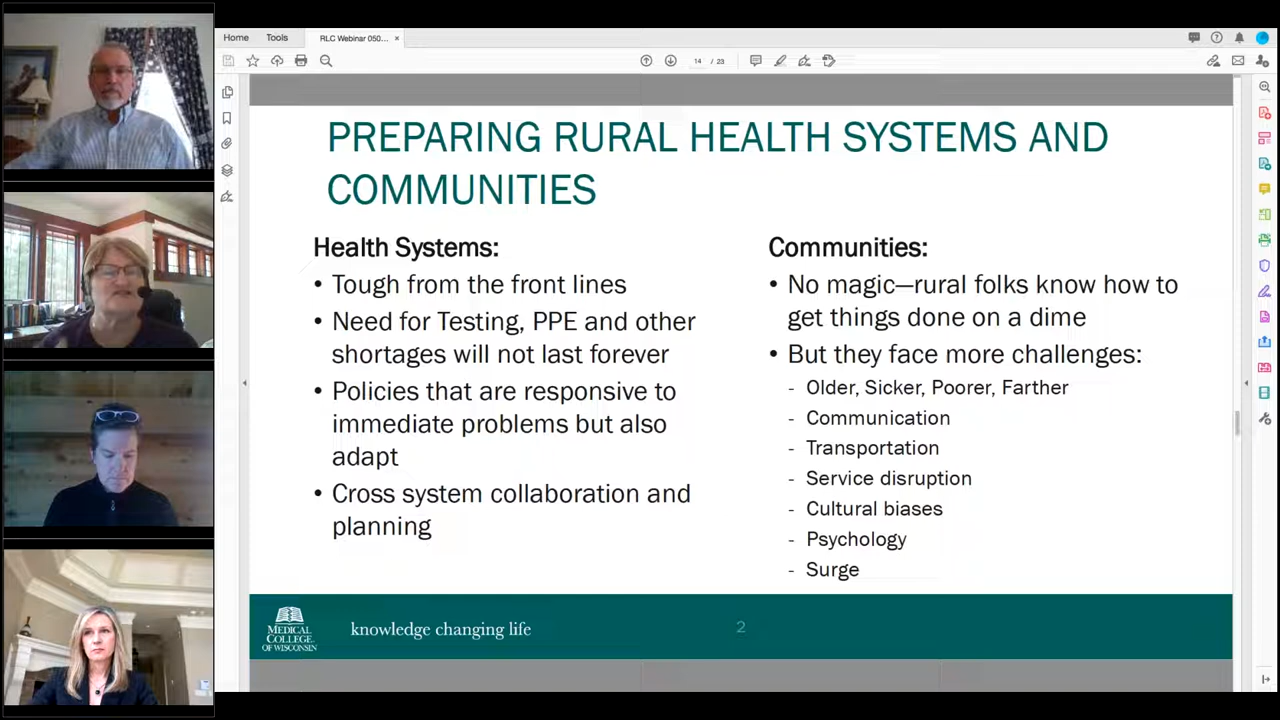 Home Tools RLC Webinar 050... ×
14 / 23
PREPARING RURAL HEALTH SYSTEMS AND
COMMUNITIES
Health Systems:
• Tough from the front lines
• Need for Testing, PPE and other
shortages will not last forever
• Policies that are responsive to
immediate problems but also
adapt
• Cross system collaboration and
planning
Communities:
• No magic—rural folks know how to
get things done on a dime
• But they face more challenges:
- Older, Sicker, Poorer, Farther
- Communication
- Transportation
- Service disruption
- Cultural biases
- Psychology
- Surge
MEDICAL
COLLEGE
OF WISCONSIN
knowledge changing life
2